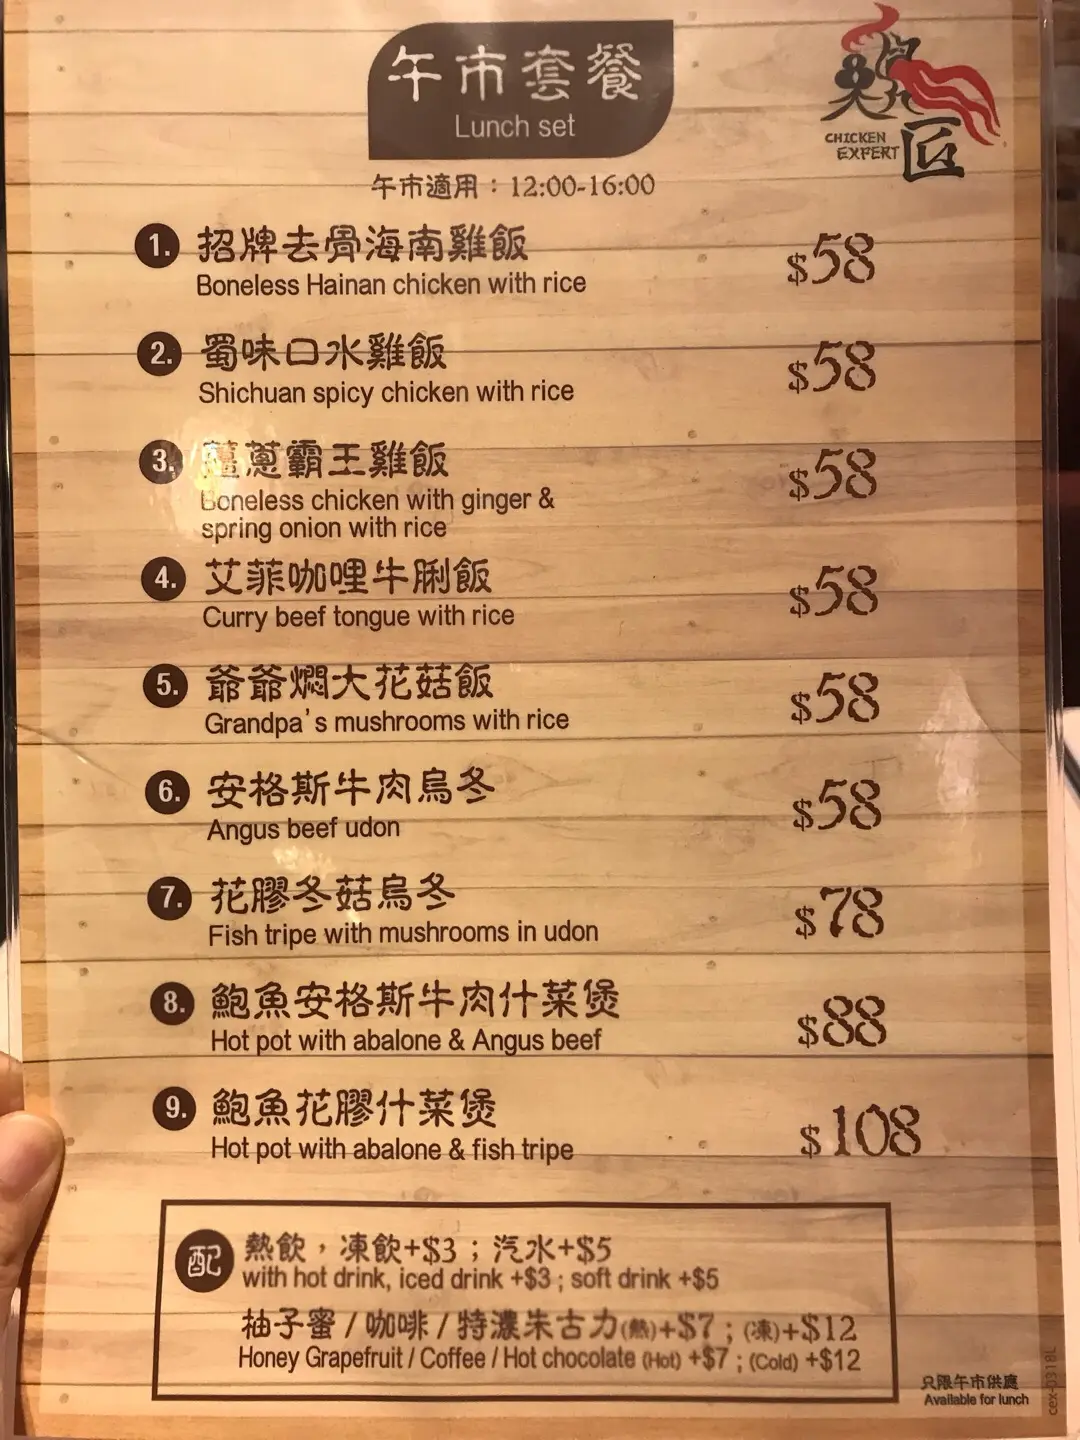 午市套餐
Lunch set
CHICKEN
EXPERT
匠
午市適用：12:00-16:00
1. 招牌去骨海南雞飯 $58
Boneless Hainan chicken with rice
2. 蜀味口水雞飯 $58
Shichuan spicy chicken with rice
3. 薑蔥霸王雞飯 $58
Boneless chicken with ginger &
spring onion with rice
4. 艾菲咖哩牛脷飯 $58
Curry beef tongue with rice
5. 爺爺燜大花菇飯 $58
Grandpa's mushrooms with rice
6. 安格斯牛肉烏冬 $58
Angus beef udon
7. 花膠冬菇烏冬 $78
Fish tripe with mushrooms in udon
8. 鮑魚安格斯牛肉什菜煲 $88
Hot pot with abalone & Angus beef
9. 鮑魚花膠什菜煲 $108
Hot pot with abalone & fish tripe
配 熱飲，凍飲+$3；汽水+$5
with hot drink, iced drink +$3 ; soft drink +$5
柚子蜜 / 咖啡 / 特濃朱古力(熱)+$7；(凍)+$12
Honey Grapefruit / Coffee / Hot chocolate (Hot) +$7 ; (Cold) +$12
只限午市供應
Available for lunch
cex-0318L